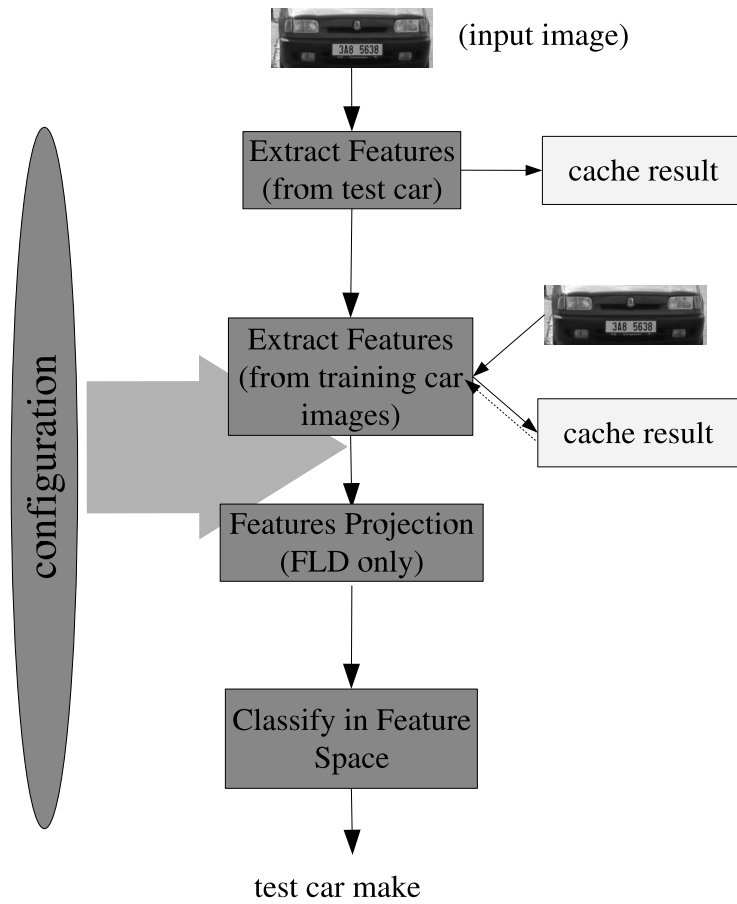 3A8 5638
(input image)
Extract Features
(from test car)
cache result
3A8 5638
Extract Features
(from training car
images)
cache result
configuration
Features Projection
(FLD only)
Classify in Feature
Space
test car make